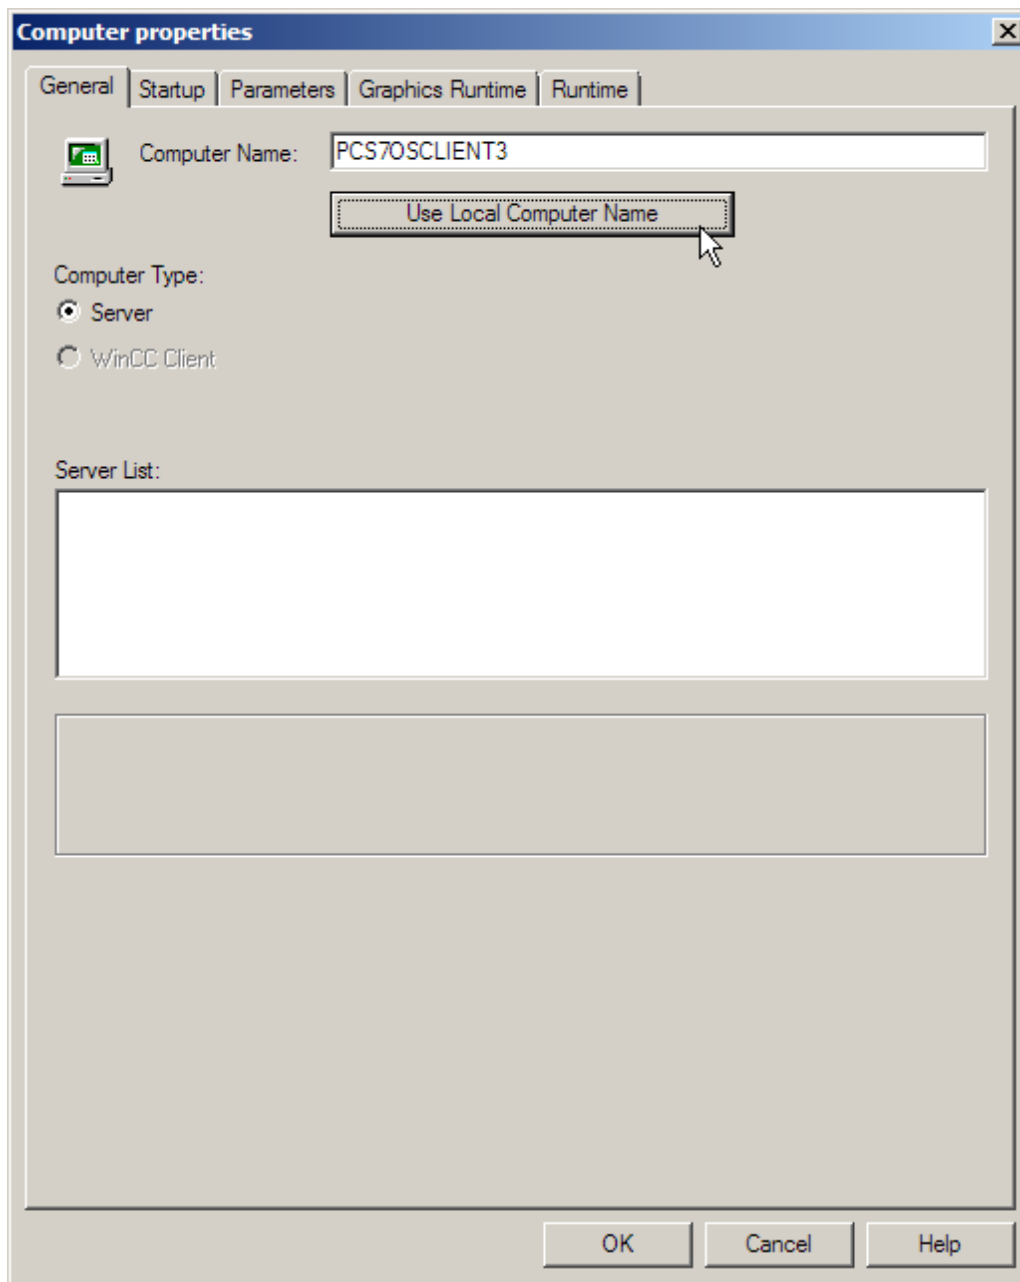 Computer properties
General Startup Parameters Graphics Runtime Runtime
Computer Name: PCS7OSCLIENT3
Use Local Computer Name
Computer Type:
Server
WinCC Client
Server List:
OK Cancel Help